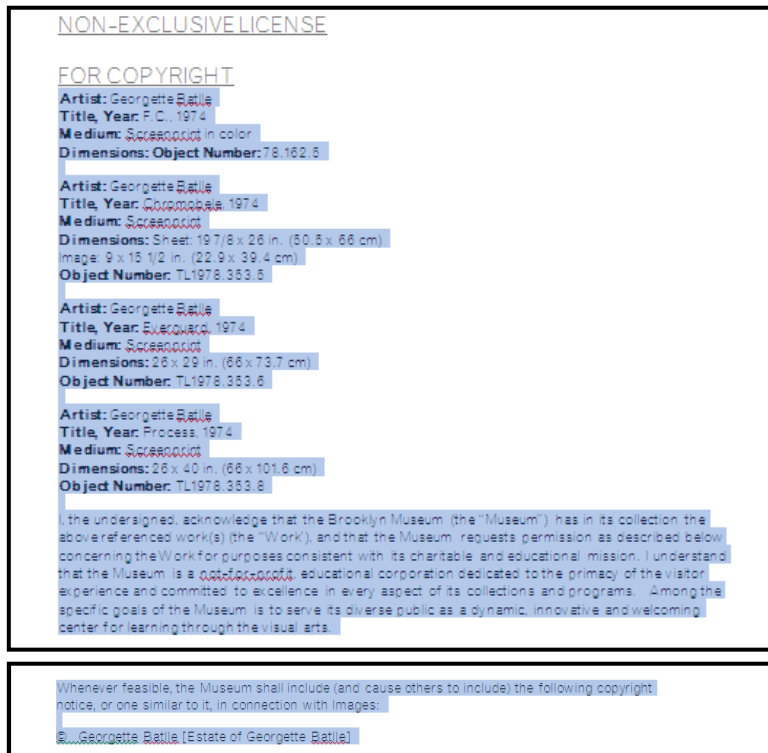 NON-EXCLUSIVE LICENSE
FOR COPYRIGHT
Artist: Georgette Batlle
Title, Year: F.C., 1974
Medium: Screenprint in color
Dimensions: Object Number: 78.162.5
Artist: Georgette Batlle
Title, Year: Chromobele, 1974
Medium: Screenprint
Dimensions: Sheet: 19 7/8 x 26 in. (50.5 x 66 cm)
Image: 9 x 15 1/2 in. (22.9 x 39.4 cm)
Object Number: TL1978.353.5
Artist: Georgette Batlle
Title, Year: Everguard, 1974
Medium: Screenprint
Dimensions: 26 x 29 in. (66 x 73.7 cm)
Object Number: TL1978.353.6
Artist: Georgette Batlle
Title, Year: Process, 1974
Medium: Screenprint
Dimensions: 26 x 40 in. (66 x 101.6 cm)
Object Number: TL1978.353.8
I, the undersigned, acknowledge that the Brooklyn Museum (the "Museum") has in its collection the
above referenced work(s) (the "Work'), and that the Museum requests permission as described below
concerning the Work for purposes consistent with its charitable and educational mission. I understand
that the Museum is a not-for-profit, educational corporation dedicated to the primacy of the visitor
experience and committed to excellence in every aspect of its collections and programs. Among the
specific goals of the Museum is to serve its diverse public as a dynamic, innovative and welcoming
center for learning through the visual arts.
Whenever feasible, the Museum shall include (and cause others to include) the following copyright
notice, or one similar to it, in connection with Images:
© Georgette Batlle [Estate of Georgette Batlle]